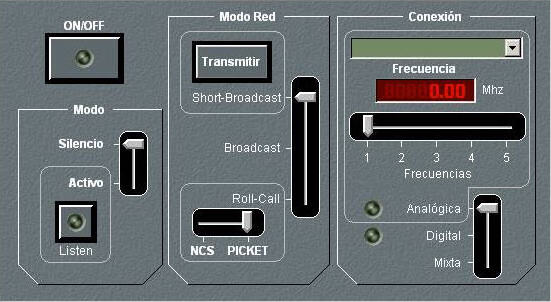 ON/OFF
Modo
Silencio
Activo
Listen
Modo Red
Transmitir
Short-Broadcast
Broadcast
Roll-Call
NCS PICKET
Conexión
Frecuencia
0.00 Mhz
1 2 3 4 5
Frecuencias
Analógica
Digital
Mixta